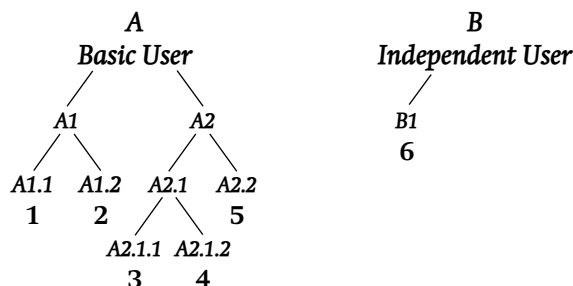 A B
Basic User Independent User
A1 A2 B1
6
A1.1 A1.2 A2.1 A2.2
1 2 5
A2.1.1 A2.1.2
3 4